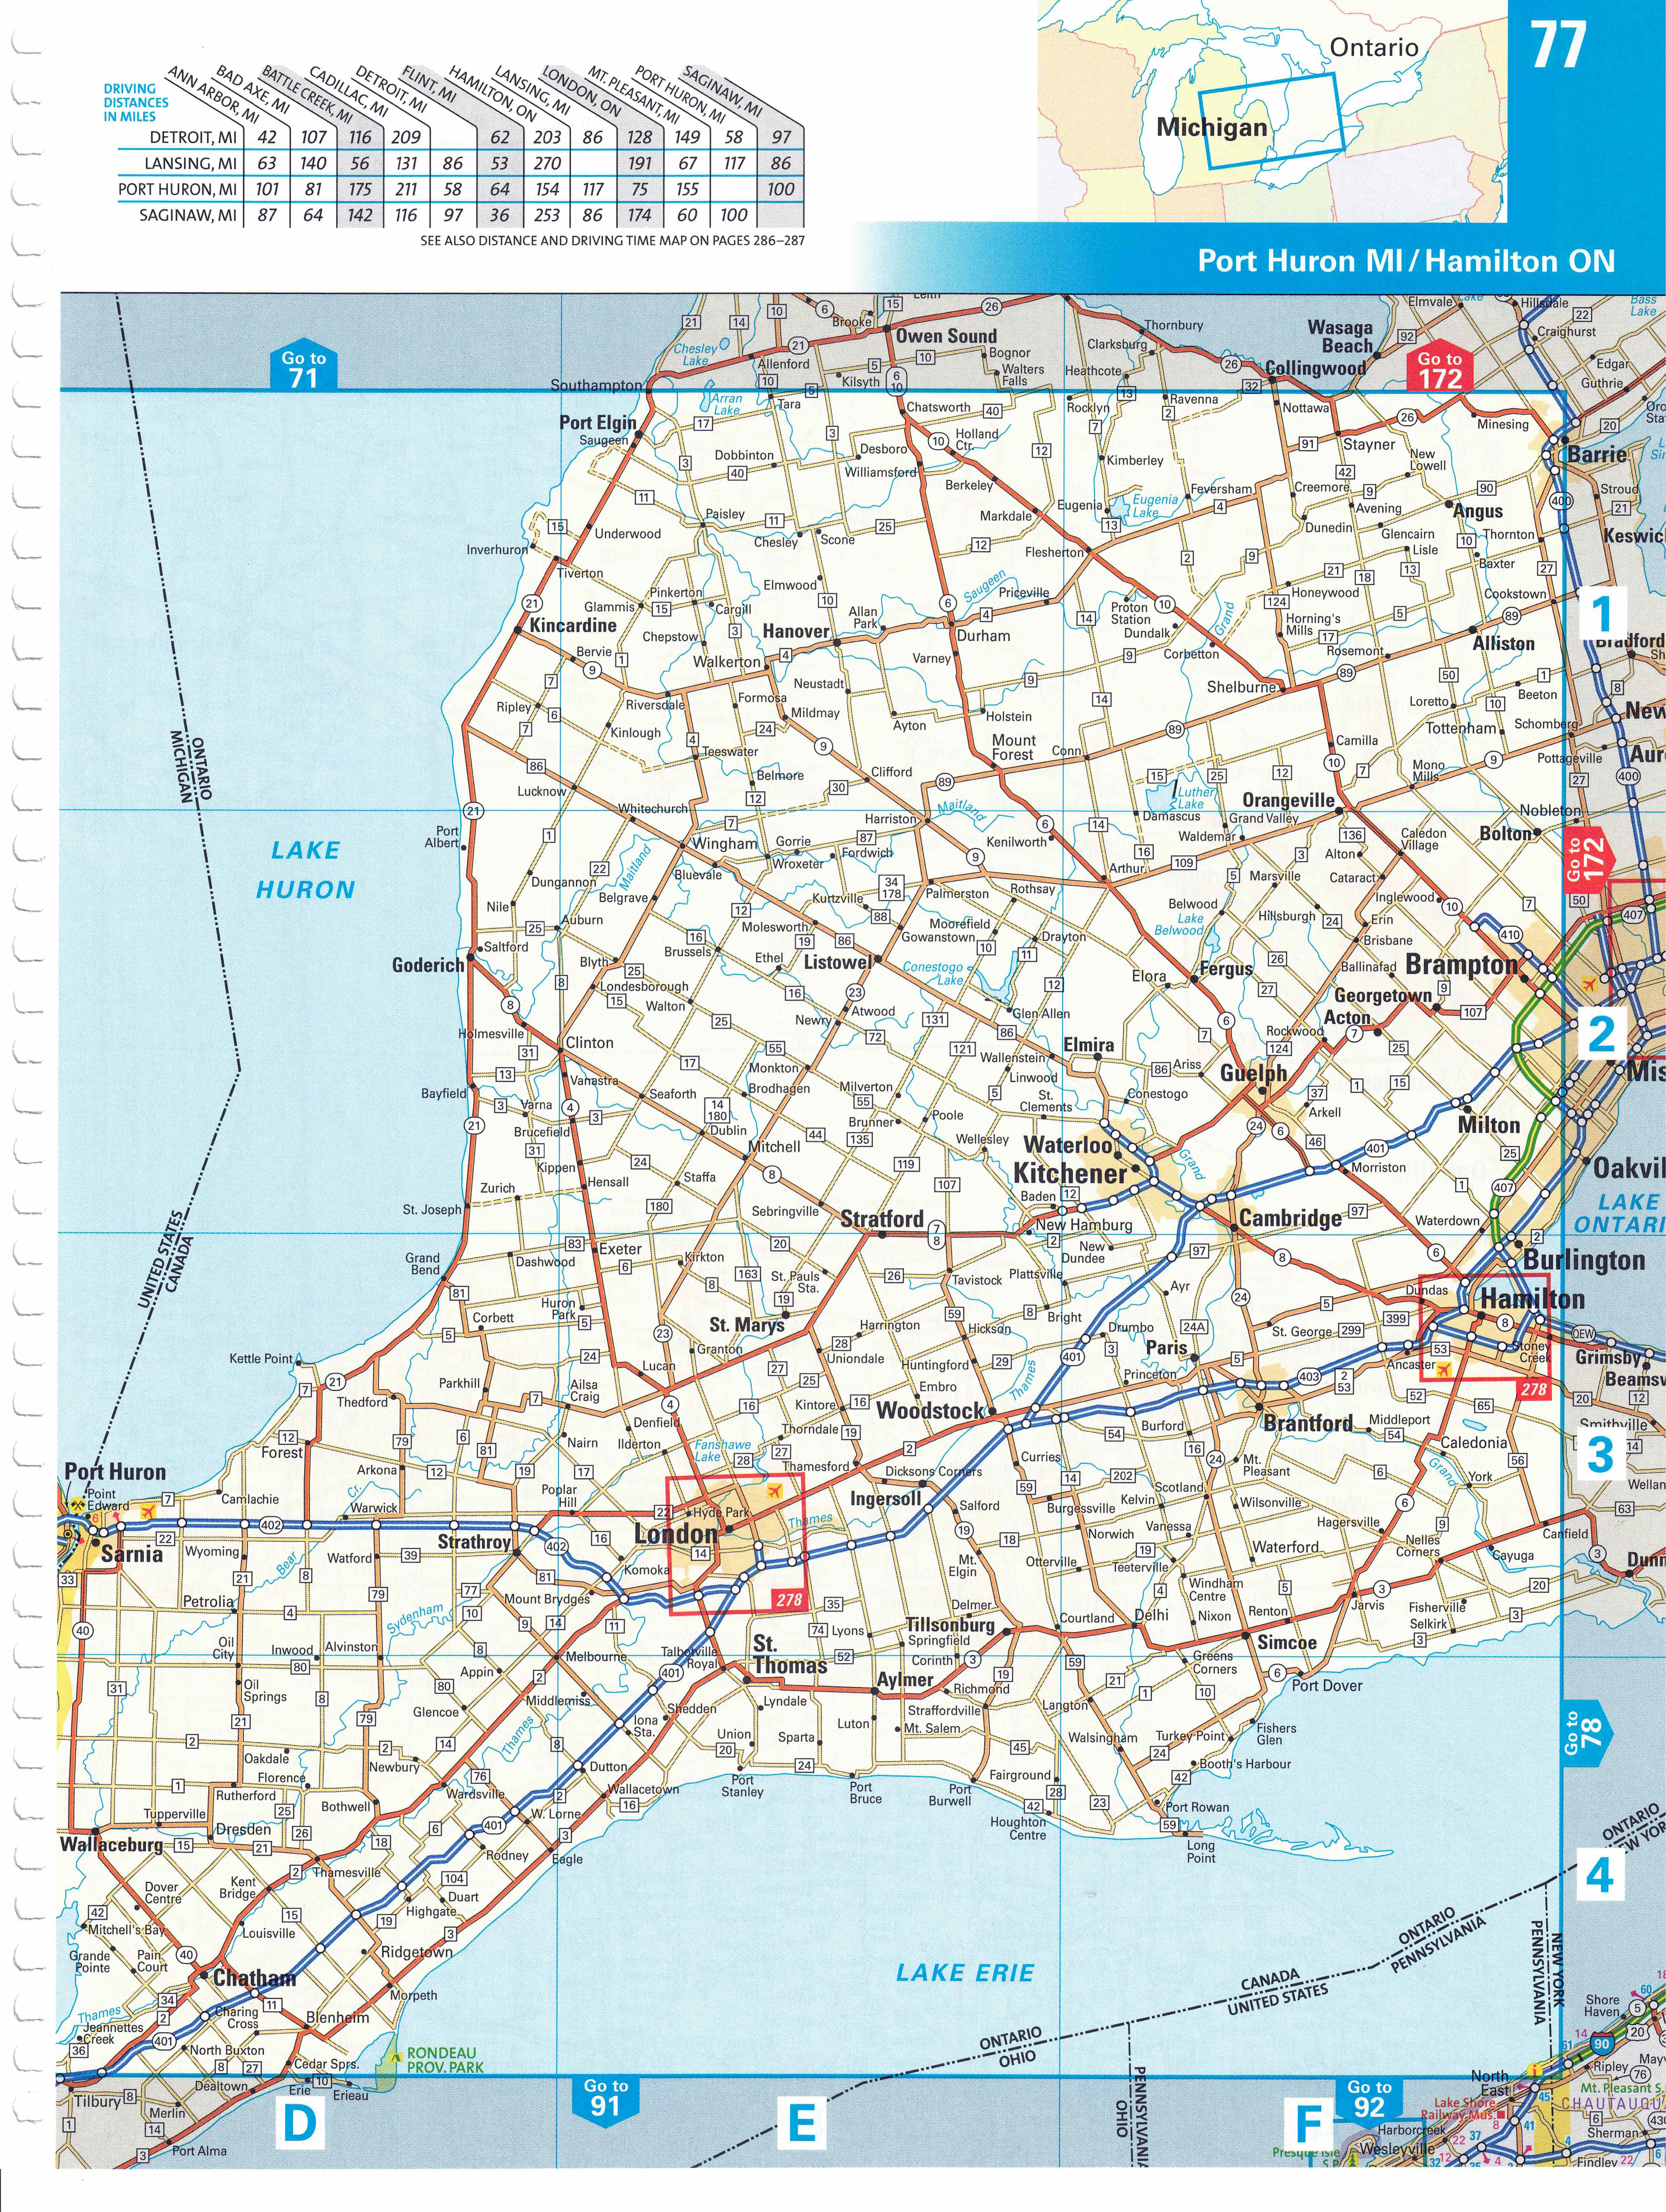 77
Ontario
Michigan
Port Huron MI / Hamilton ON
DRIVING
DISTANCES
IN MILES
ANN ARBOR, MI
BAD AXE, MI
BATTLE CREEK, MI
CADILLAC, MI
DETROIT, MI
FLINT, MI
HAMILTON, ON
LANSING, MI
LONDON, ON
MT. PLEASANT, MI
PORT HURON, MI
SAGINAW, MI
DETROIT, MI 42 107 116 209 62 203 86 128 149 58 97
LANSING, MI 63 140 56 131 86 53 270 191 67 117 86
PORT HURON, MI 101 81 175 211 58 64 154 117 75 155 100
SAGINAW, MI 87 64 142 116 97 36 253 86 174 60 100
SEE ALSO DISTANCE AND DRIVING TIME MAP ON PAGES 286–287
Go to
71
Go to
172
Brooke
Owen Sound
Thornbury
Clarksburg
Wasaga
Beach
Elmvale
Hillsdale
Craighurst
Bass
Lake
Edgar
Guthrie
Chesley
Lake
Allenford
Kilsyth
Bognor
Walters
Falls
Heathcote
Collingwood
Southampton
Arran
Lake
Tara
Chatsworth
Rocklyn
Ravenna
Nottawa
Minesing
Port Elgin
Saugeen
Dobbinton
Desboro
Williamsford
Holland
Ctr.
Berkeley
Kimberley
Stayner
New
Lowell
Barrie
Stroud
Eugenia
Eugenia
Lake
Feversham
Creemore
Avening
Angus
Paisley
Underwood
Chesley
Scone
Markdale
Flesherton
Dunedin
Glencairn
Lisle
Thornton
Baxter
Inverhuron
Tiverton
Elmwood
Saugeen
Priceville
Honeywood
Cookstown
Pinkerton
Glammis
Cargill
Allan
Park
Proton
Station
Dundalk
Grand
Horning's
Mills
Kincardine
Chepstow
Hanover
Durham
Corbetton
Rosemont
Alliston
1
Bervie
Walkerton
Varney
Shelburne
Beeton
Loretto
Ripley
Riversdale
Formosa
Neustadt
Mildmay
Ayton
Holstein
Tottenham
Schomberg
Kinlough
Teeswater
Mount
Forest
Conn
Camilla
Mono
Mills
Pottageville
Lucknow
Belmore
Clifford
Luther
Lake
Damascus
Orangeville
Grand Valley
Nobleton
Whitechurch
Harriston
Maitland
Kenilworth
Waldemar
Caledon
Village
Bolton
Port
Albert
Wingham
Gorrie
Wroxeter
Fordwich
Alton
Cataract
Go to
172
LAKE
HURON
Dungannon
Maitland
Bluevale
Palmerston
Rothsay
Arthur
Marsville
Nile
Belgrave
Kurtzville
Belwood
Lake
Belwood
Hillsburgh
Inglewood
Erin
Auburn
Molesworth
Moorefield
Gowanstown
Drayton
Brisbane
Saltford
Goderich
Blyth
Brussels
Ethel
Listowel
Conestogo
Lake
Elora
Fergus
Ballinafad
Brampton
Londesborough
Walton
Newry
Atwood
Glen Allen
Georgetown
Acton
Rockwood
2
Holmesville
Clinton
Elmira
Wallenstein
Linwood
Ariss
Guelph
Vanastra
Monkton
Brodhagen
Milverton
Bayfield
Varna
Seaforth
Brunner
Poole
St.
Clements
Conestogo
Arkell
Brucefield
Dublin
Mitchell
Wellesley
Waterloo
Kitchener
Milton
Kippen
Hensall
Staffa
Grand
Morriston
Oakvil
Zurich
Baden
St. Joseph
Sebringville
Stratford
New Hamburg
Cambridge
Waterdown
LAKE
ONTARI
Grand
Bend
Dashwood
Exeter
Kirkton
St. Pauls
Sta.
Tavistock
Plattsville
New
Dundee
Burlington
Ayr
Dundas
Hamilton
Corbett
Huron
Park
St. Marys
Harrington
Hickson
Bright
Drumbo
St. George
Kettle Point
Granton
Lucan
Uniondale
Huntingford
Thames
Paris
Ancaster
Stoney
Creek
Grimsby
Beamsv
Thedford
Parkhill
Ailsa
Craig
Embro
Princeton
278
Kintore
Woodstock
Denfield
Thorndale
Burford
Brantford
Middleport
Smithville
Forest
Nairn
Ilderton
Fanshawe
Lake
Thamesford
3
Caledonia
Port Huron
Point
Edward
Arkona
Dicksons Corners
Curries
Mt.
Pleasant
York
Camlachie
Warwick
Poplar
Hill
Hyde Park
Ingersoll
Salford
Burgessville
Kelvin
Scotland
Wilsonville
Sarnia
Wyoming
Watford
Strathroy
London
Thames
Norwich
Vanessa
Hagersville
Nelles
Corners
Canfield
Cayuga
Bear
Komoka
Mt.
Elgin
Otterville
Teeterville
Waterford
Petrolia
Sydenham
Mount Brydges
278
Delmer
Windham
Centre
Fisherville
Selkirk
Jarvis
Oil
City
Inwood
Alvinston
Melbourne
Talbotville
Royal
St.
Thomas
Lyons
Tillsonburg
Springfield
Corinth
Courtland
Delhi
Nixon
Renton
Simcoe
Oil
Springs
Appin
Aylmer
Richmond
Greens
Corners
Port Dover
Glencoe
Middlemiss
Shedden
Lyndale
Straffordville
Langton
Thames
Iona
Sta.
Union
Sparta
Luton
Mt. Salem
Walsingham
Turkey Point
Fishers
Glen
Go to
78
Oakdale
Newbury
Dutton
Fairground
Booth's Harbour
Florence
Rutherford
Wardsville
Wallacetown
Port
Stanley
Port
Bruce
Port
Burwell
Tupperville
Bothwell
W. Lorne
Houghton
Centre
Port Rowan
Wallaceburg
Dresden
Rodney
Eagle
Long
Point
Thamesville
4
Dover
Centre
Kent
Bridge
Duart
Highgate
Mitchell's Bay
Louisville
Grande
Pointe
Pain
Court
Ridgetown
Chatham
LAKE ERIE
Morpeth
Thames
Jeannettes
Creek
Charing
Cross
Blenheim
North Buxton
Cedar Sprs.
RONDEAU
PROV. PARK
Dealtown
Erie
Erieau
Tilbury
Merlin
Port Alma
D
Go to
91
E
F
Go to
92
ONTARIO
MICHIGAN
UNITED STATES
CANADA
ONTARIO
OHIO
CANADA
UNITED STATES
ONTARIO
PENNSYLVANIA
PENNSYLVANIA
OHIO
NEW YORK
PENNSYLVANIA
Shore
Haven
North
East
Ripley
Lake Shore
Railway Mus.
Harborcreek
Wesleyville
Sherman
Findley